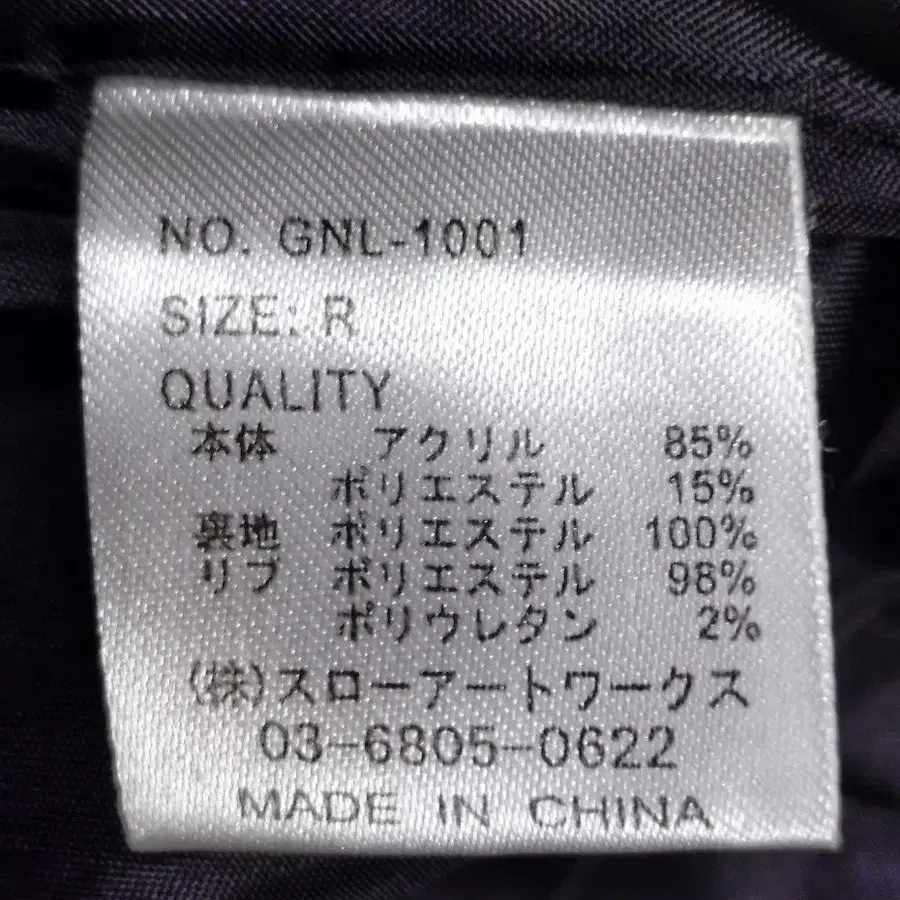 NO. GNL-1001
SIZE: R
QUALITY
本体 アクリル 85%
ポリエステル 15%
裏地 ポリエステル 100%
リブ ポリエステル 98%
ポリウレタン 2%
(株)スローアートワークス
03-6805-0622
MADE IN CHINA